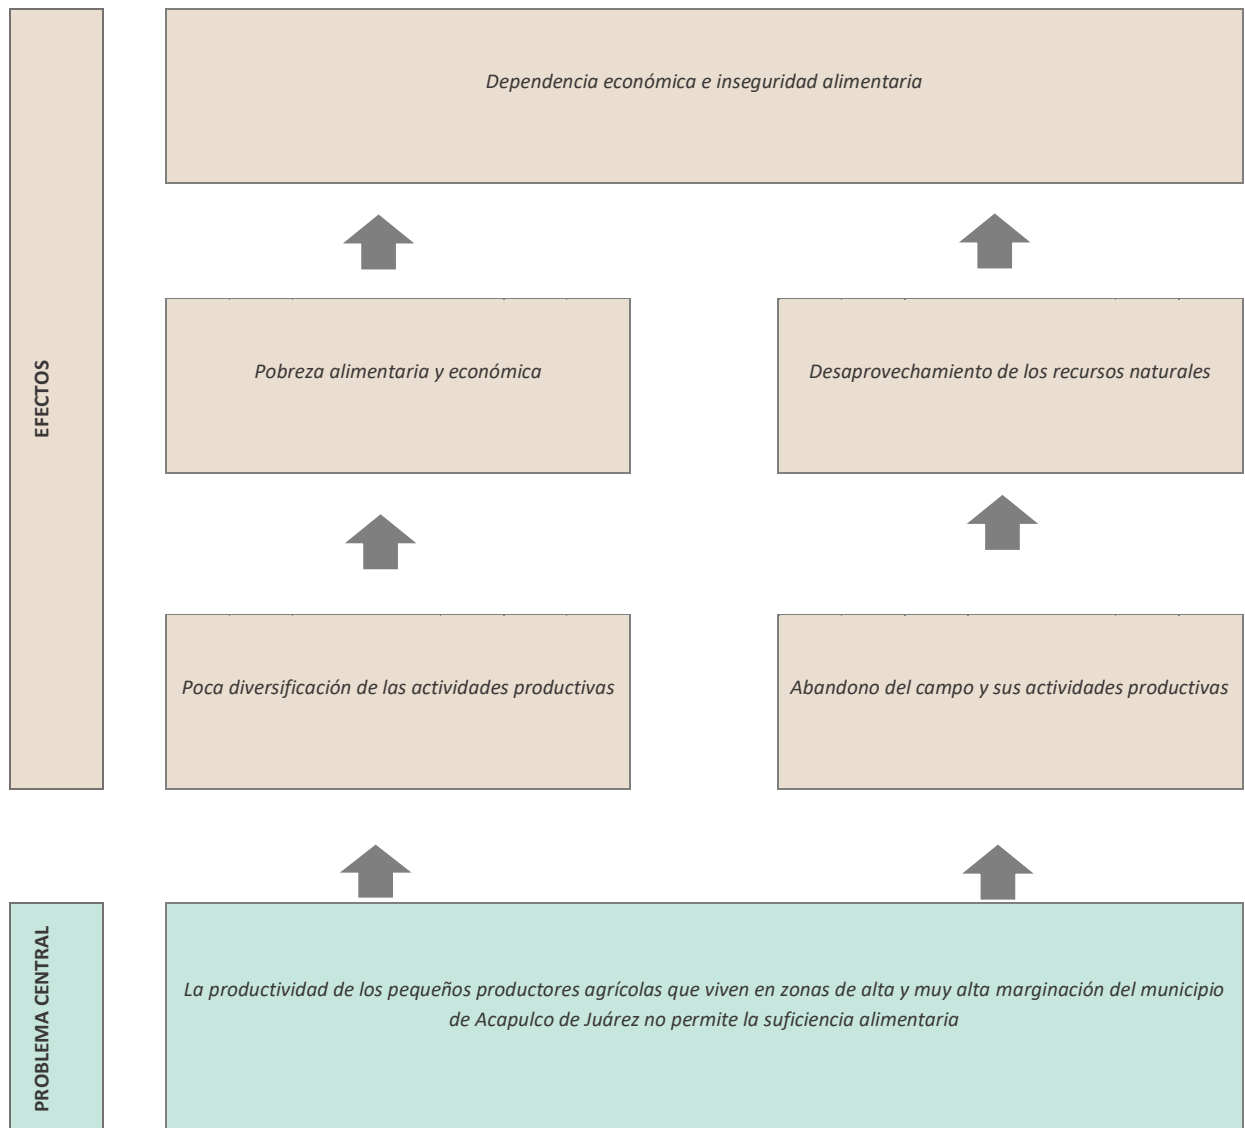 EFECTOS
Dependencia económica e inseguridad alimentaria
Pobreza alimentaria y económica
Desaprovechamiento de los recursos naturales
Poca diversificación de las actividades productivas
Abandono del campo y sus actividades productivas
PROBLEMA CENTRAL
La productividad de los pequeños productores agrícolas que viven en zonas de alta y muy alta marginación del municipio
de Acapulco de Juárez no permite la suficiencia alimentaria